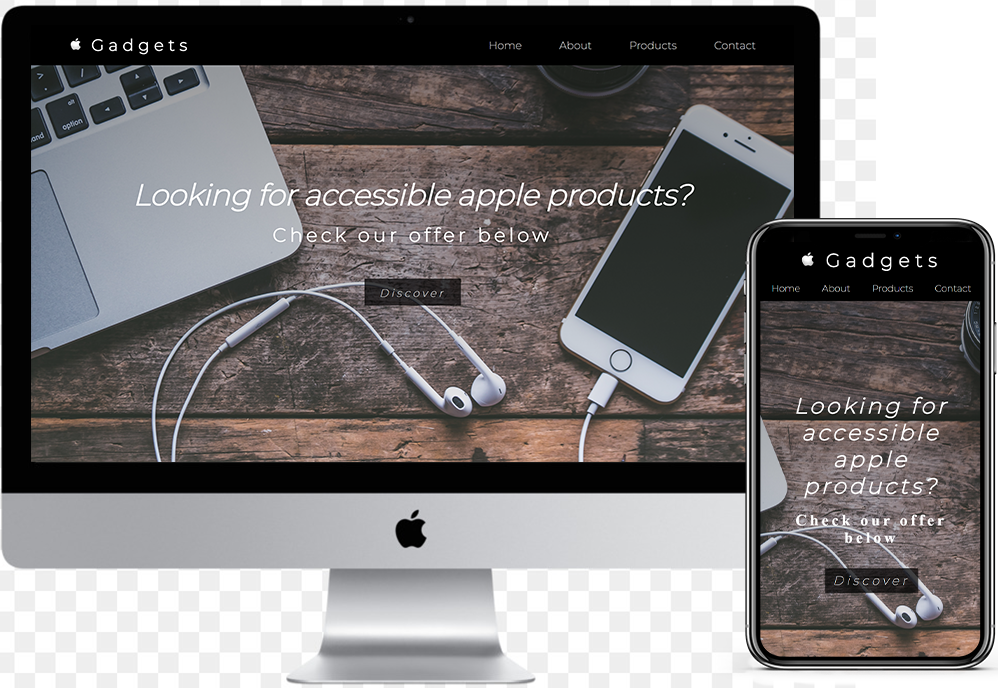 Gadgets
Home About Products Contact
alt
option
and
Looking for accessible apple products?
Check our offer below
Discover
Gadgets
Home About Products Contact
Looking for
accessible
apple
products?
Check our offer
below
Discover